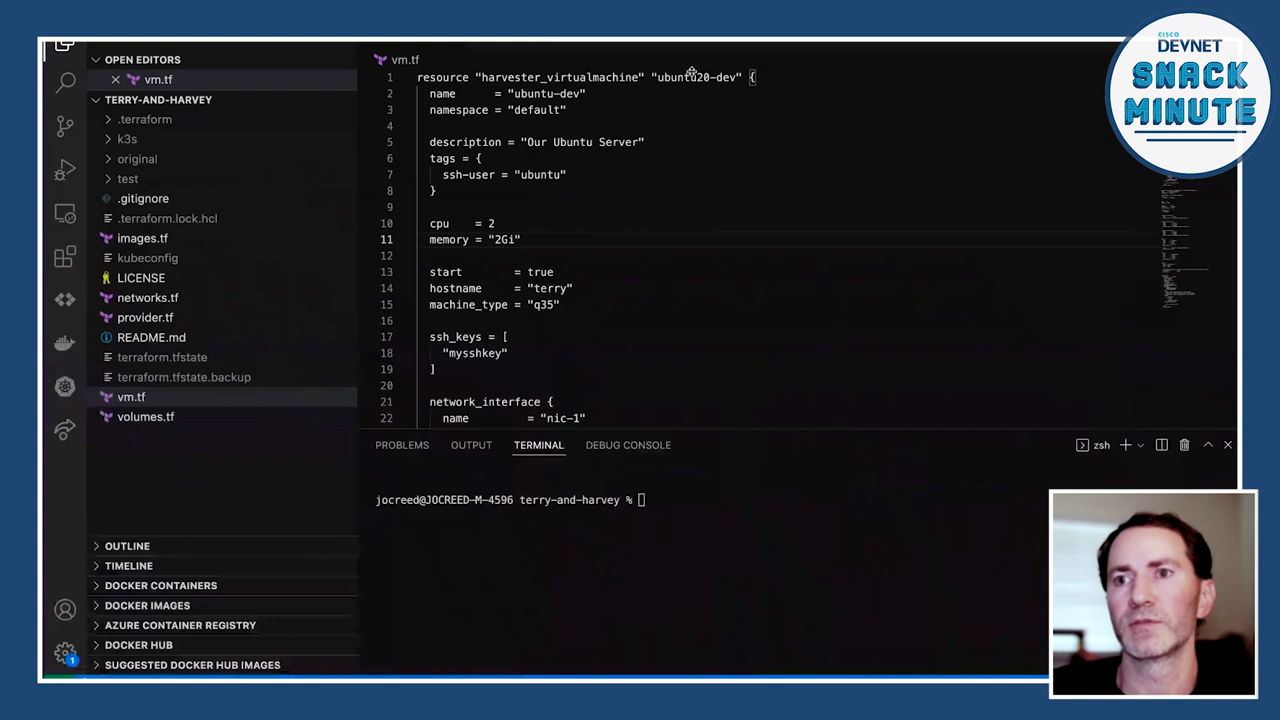 CISCO
DEVNET
SNACK
MINUTE
OPEN EDITORS
vm.tf
TERRY-AND-HARVEY
.terraform
k3s
original
test
.gitignore
.terraform.lock.hcl
images.tf
kubeconfig
LICENSE
networks.tf
provider.tf
README.md
terraform.tfstate
terraform.tfstate.backup
vm.tf
volumes.tf
OUTLINE
TIMELINE
DOCKER CONTAINERS
DOCKER IMAGES
AZURE CONTAINER REGISTRY
DOCKER HUB
SUGGESTED DOCKER HUB IMAGES
1
vm.tf
1 resource "harvester_virtualmachine" "ubuntu20-dev" {
2 name = "ubuntu-dev"
3 namespace = "default"
4
5 description = "Our Ubuntu Server"
6 tags = {
7 ssh-user = "ubuntu"
8 }
9
10 cpu = 2
11 memory = "2Gi"
12
13 start = true
14 hostname = "terry"
15 machine_type = "q35"
16
17 ssh_keys = [
18 "mysshkey"
19 ]
20
21 network_interface {
22 name = "nic-1"
PROBLEMS OUTPUT TERMINAL DEBUG CONSOLE zsh
jocreed@JOCREED-M-4596 terry-and-harvey %